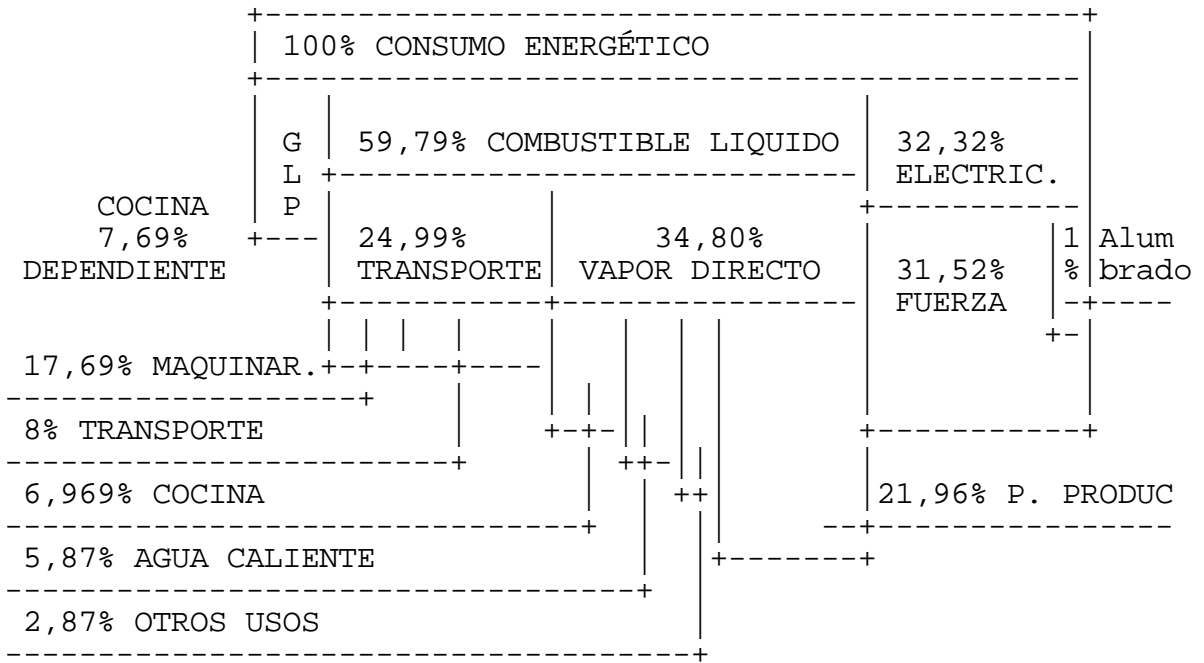 100% CONSUMO ENERGÉTICO
GLP
59,79% COMBUSTIBLE LIQUIDO
32,32%
ELECTRIC.
COCINA
7,69%
DEPENDIENTE
24,99%
TRANSPORTE
34,80%
VAPOR DIRECTO
31,52%
FUERZA
1%
Alum
brado
17,69% MAQUINAR.
8% TRANSPORTE
6,969% COCINA
21,96% P. PRODUC
5,87% AGUA CALIENTE
2,87% OTROS USOS